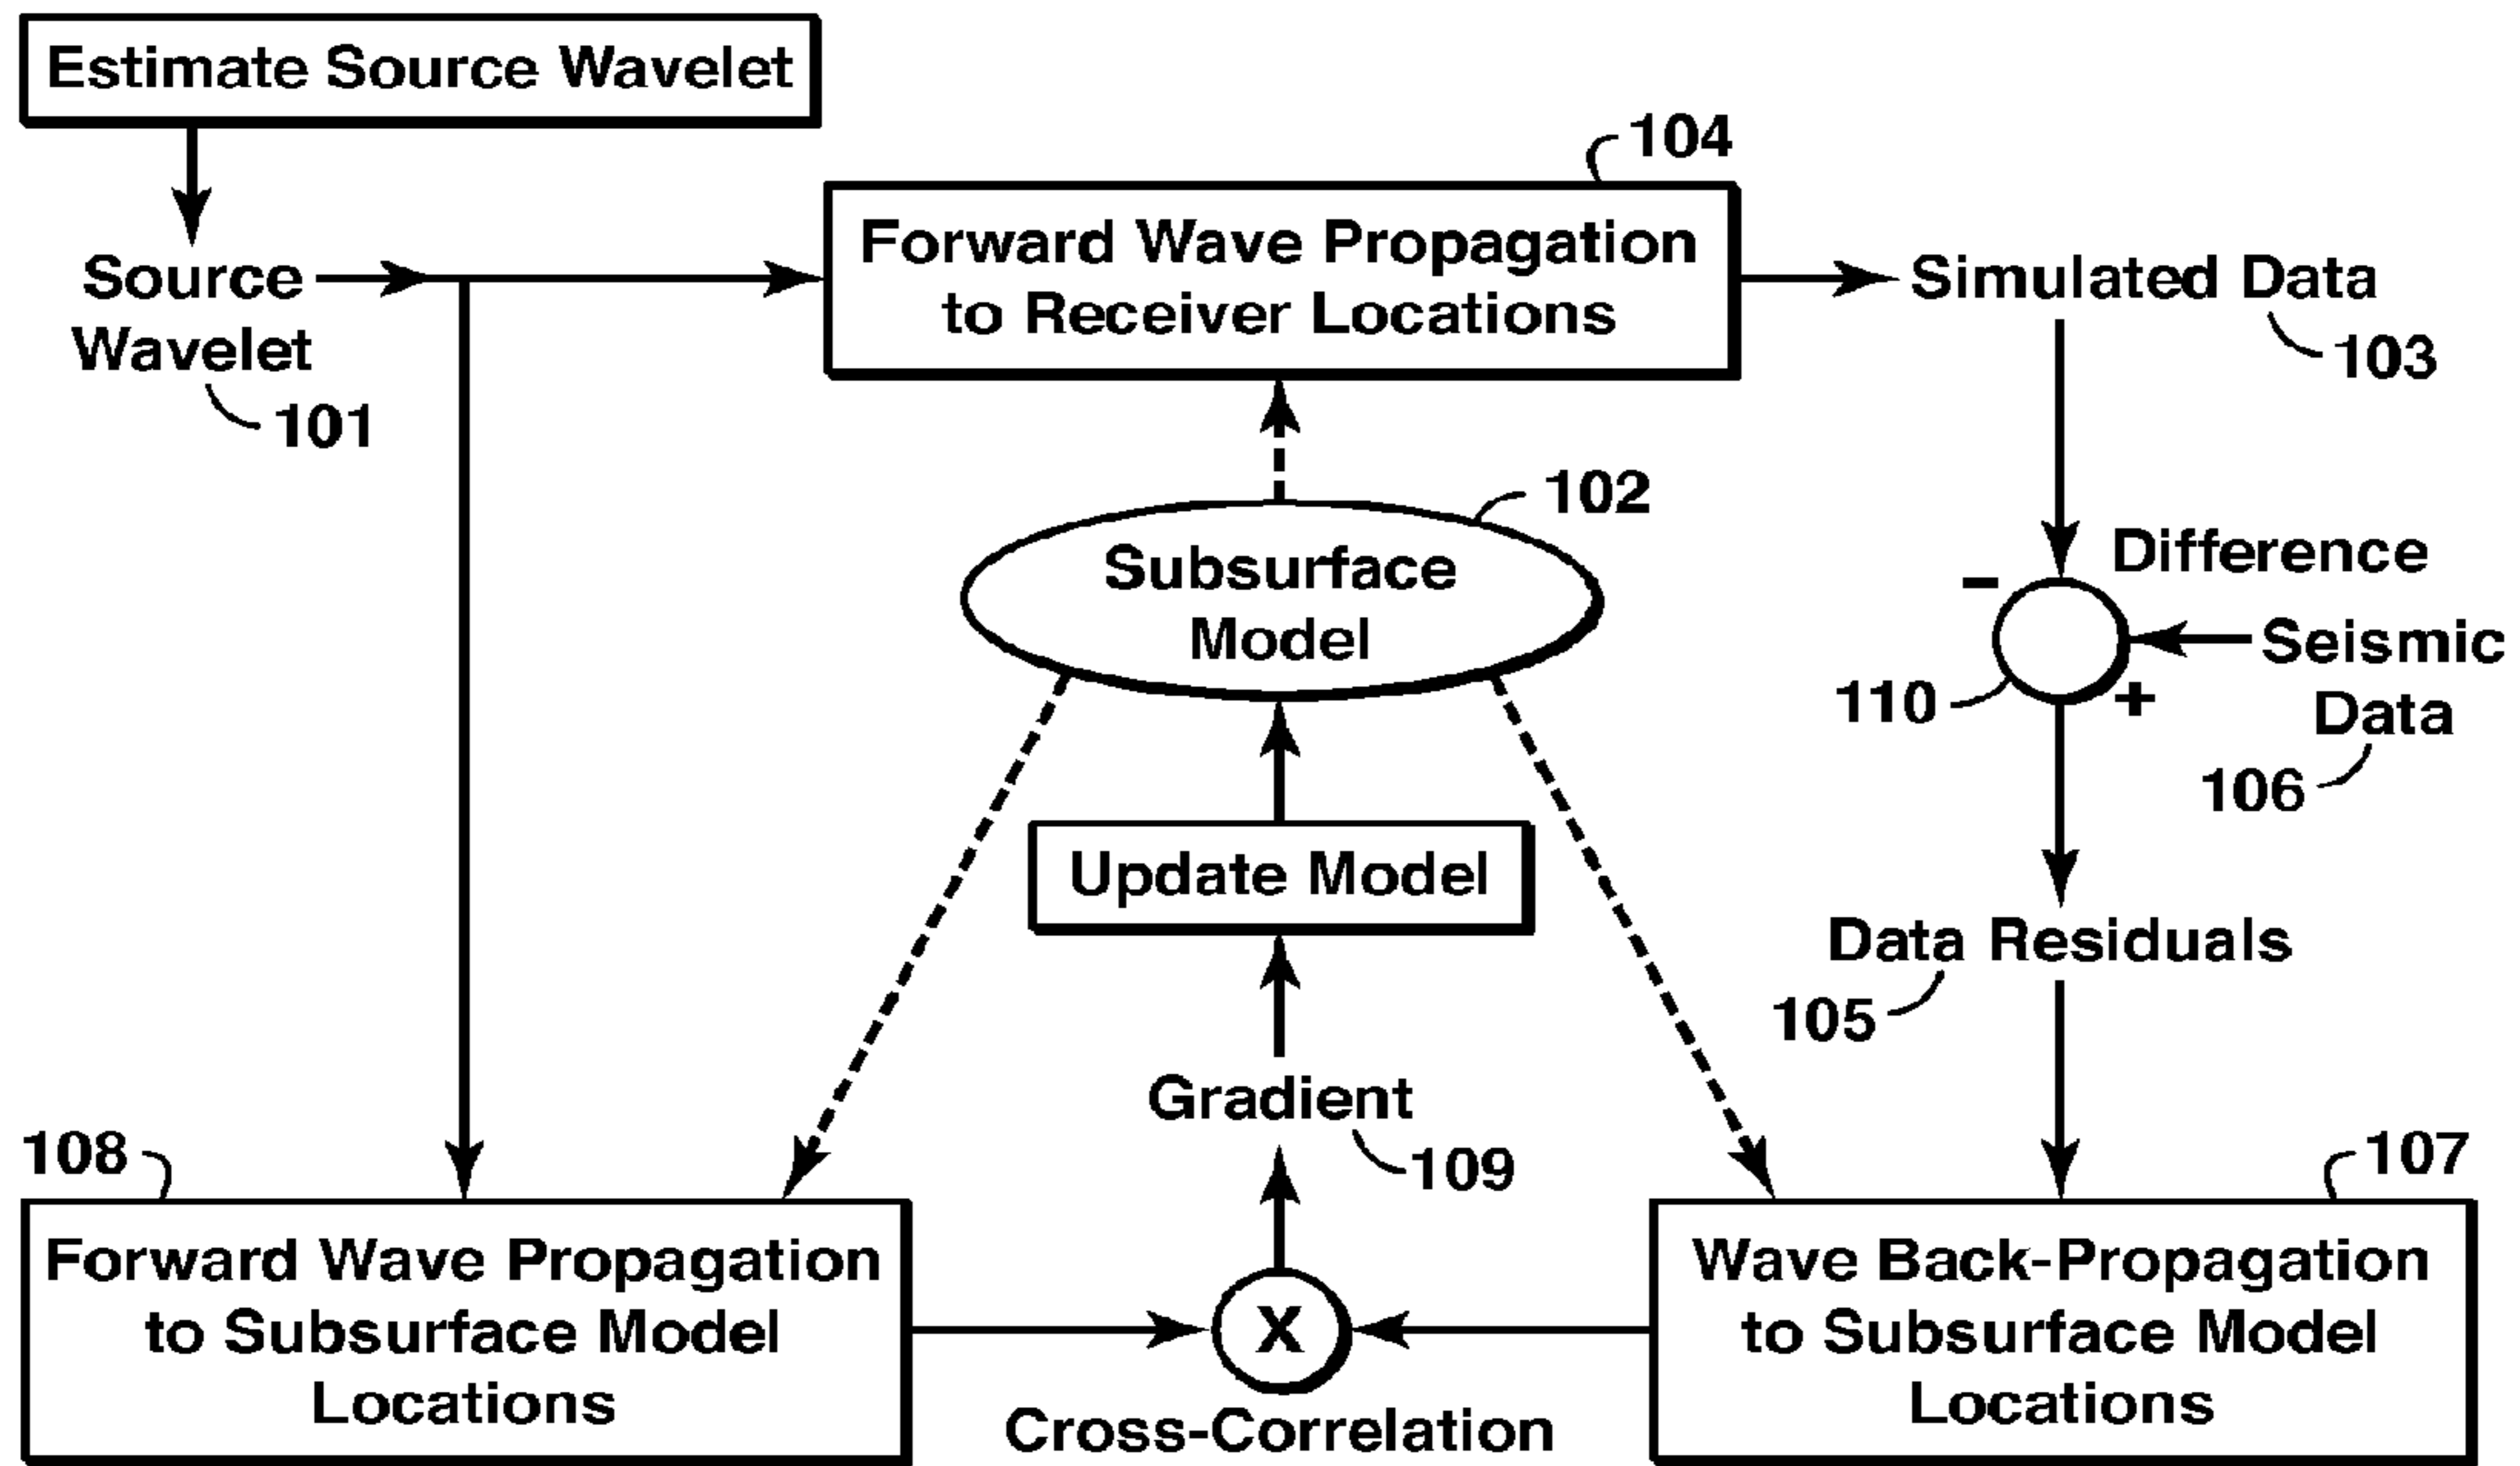 Estimate Source Wavelet
104
Forward Wave Propagation
to Receiver Locations
Source
Wavelet
101
Simulated Data
103
102
Subsurface
Model
Difference
–
Seismic
Data
+
110
106
Update Model
Data Residuals
105
Gradient
109
108
Forward Wave Propagation
to Subsurface Model
Locations
X
Cross-Correlation
107
Wave Back-Propagation
to Subsurface Model
Locations